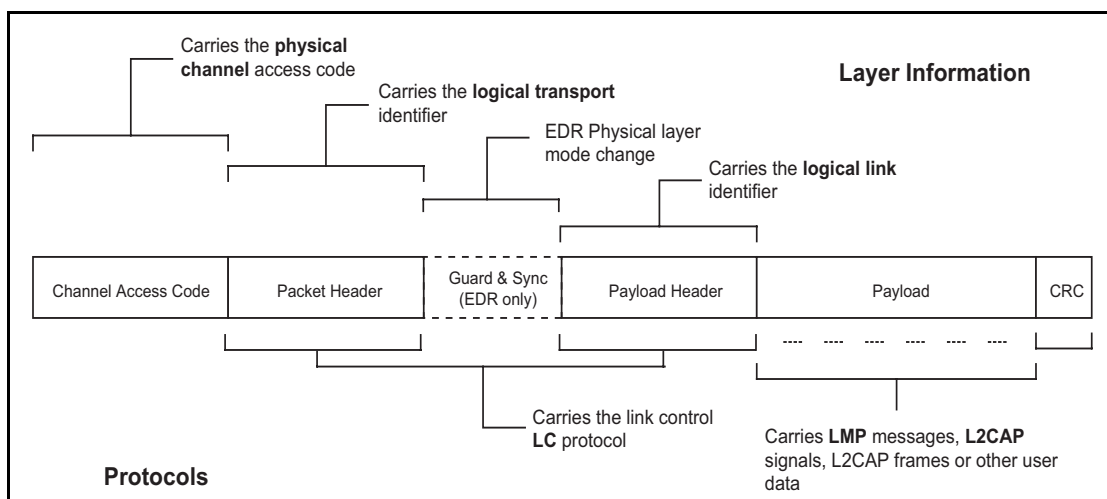 Carries the physical
channel access code
Layer Information
Carries the logical transport
identifier
EDR Physical layer
mode change
Carries the logical link
identifier
Channel Access Code
Packet Header
Guard & Sync
(EDR only)
Payload Header
Payload
CRC
Carries the link control
LC protocol
Carries LMP messages, L2CAP
signals, L2CAP frames or other user
data
Protocols